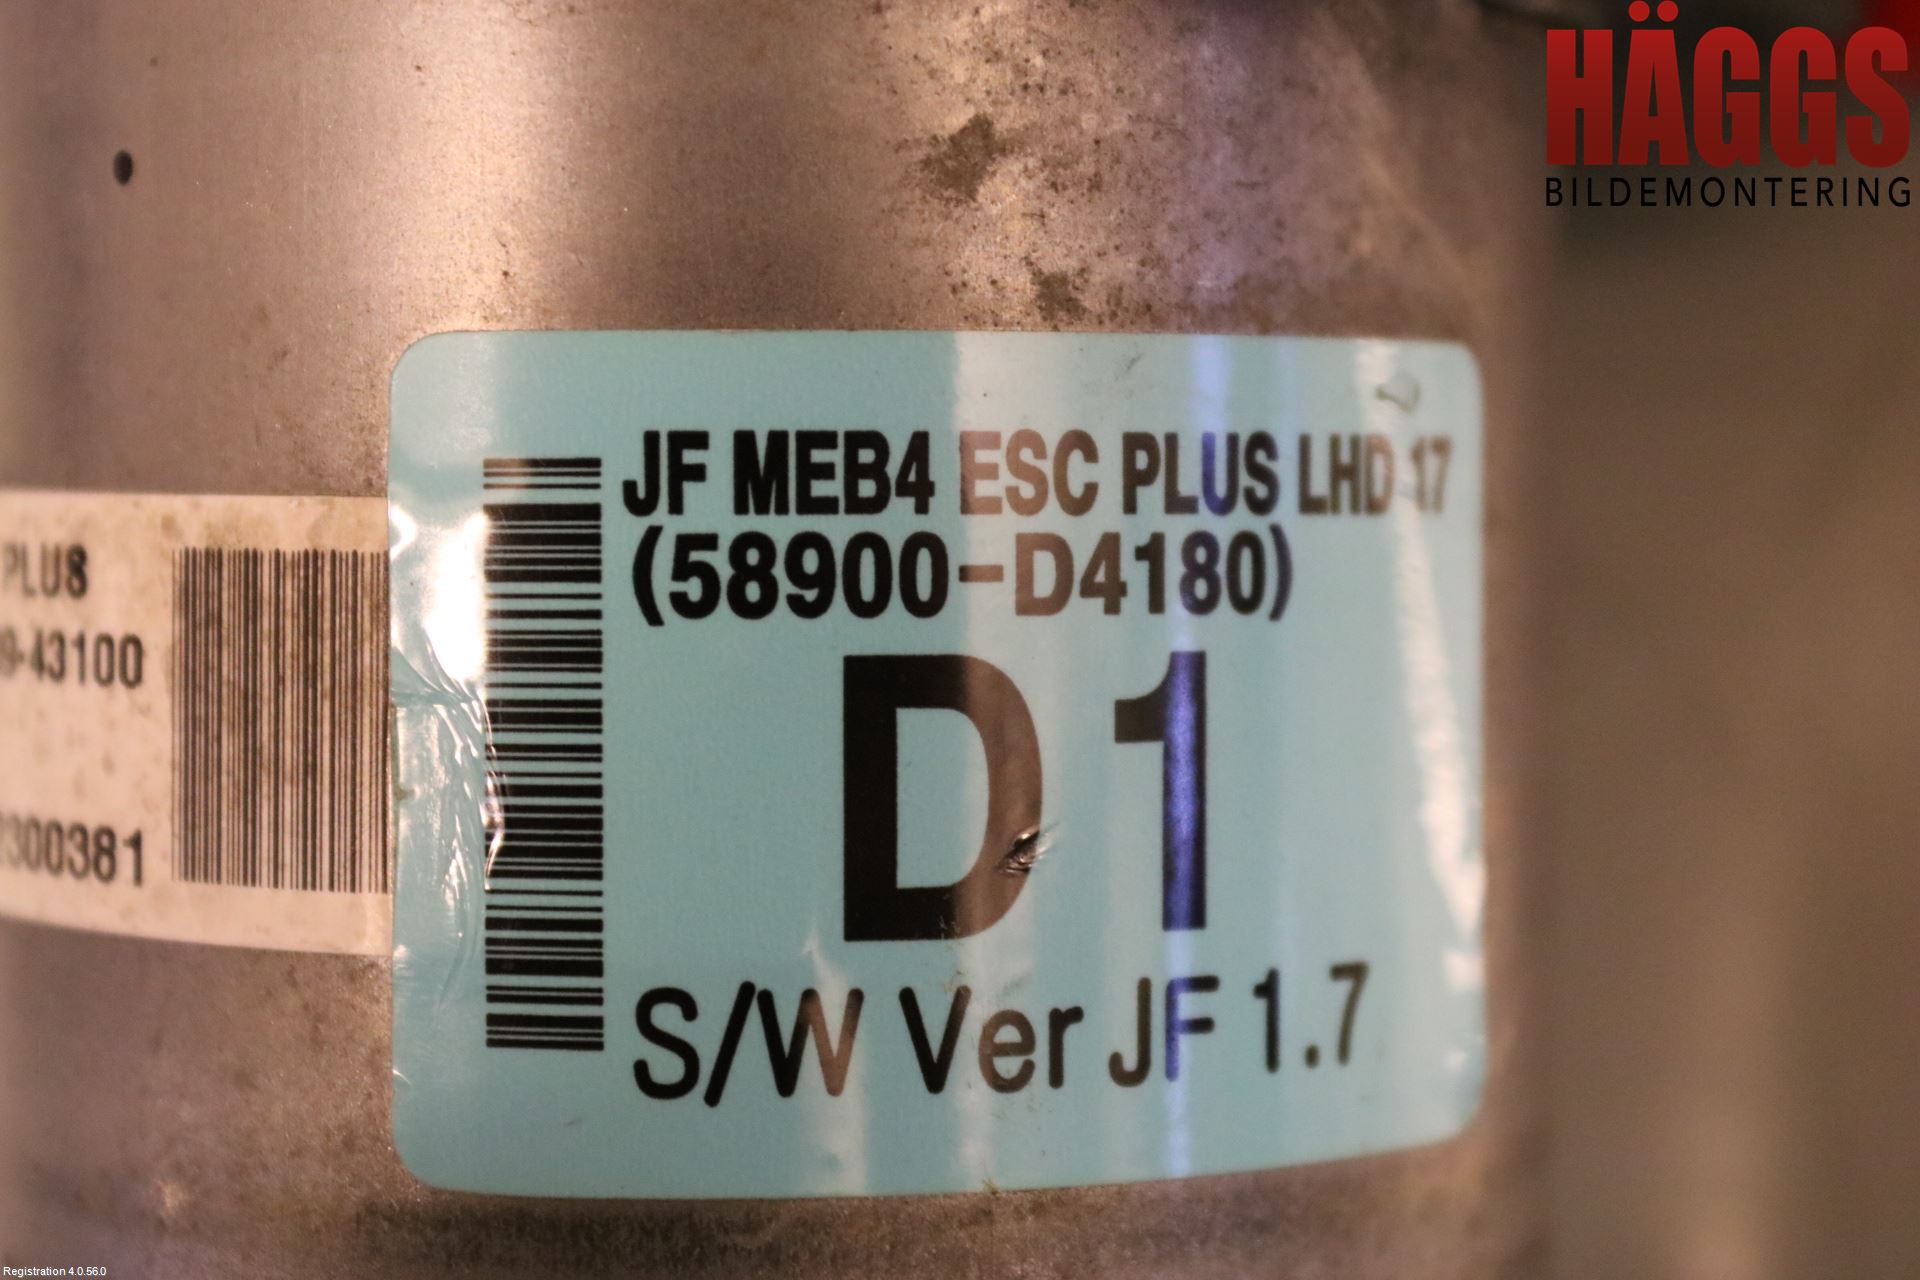 HÄGGS
BILDEMONTERING
JF MEB4 ESC PLUS LHD 17
(58900-D4180)
D1
S/W Ver JF 1.7
PLUS
-43100
300381
Registration 4.0.56.0